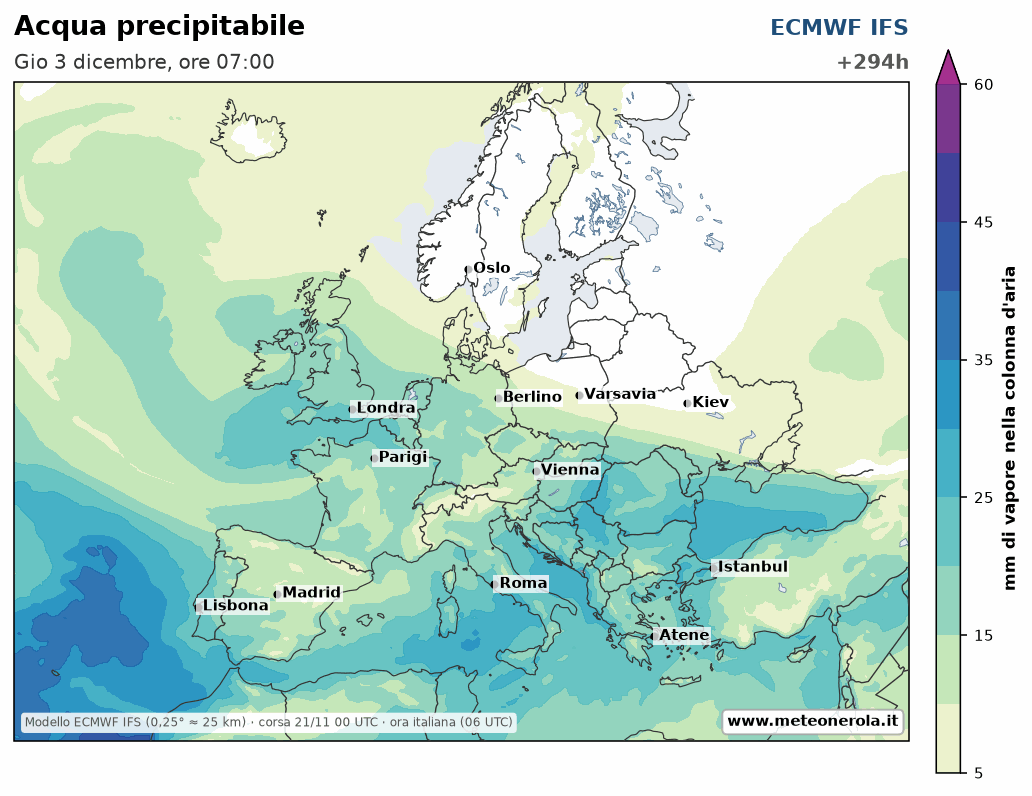 Acqua precipitabile
ECMWF IFS
Gio 3 dicembre, ore 07:00
+294h
60
45
35
25
15
5
mm di vapore nella colonna d'aria
Oslo
Berlino
Varsavia
Kiev
Londra
Parigi
Vienna
Istanbul
Roma
Madrid
Lisbona
Atene
Modello ECMWF IFS (0,25° ≈ 25 km) · corsa 21/11 00 UTC · ora italiana (06 UTC)
www.meteonerola.it